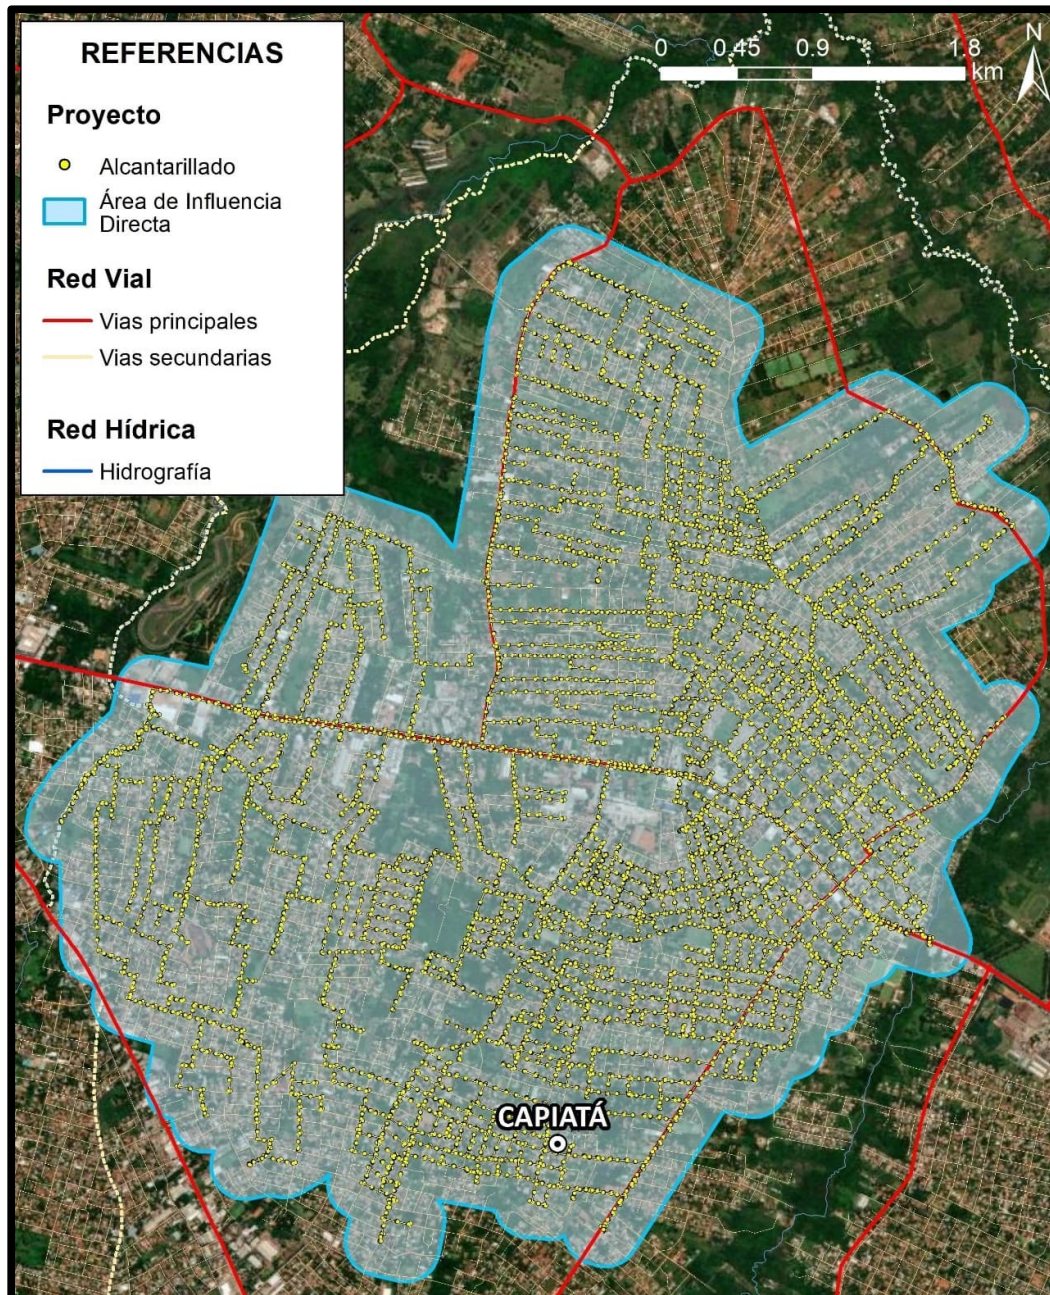 REFERENCIAS
Proyecto
Alcantarillado
Área de Influencia
Directa
Red Vial
Vias principales
Vias secundarias
Red Hídrica
Hidrografía
0 0.45 0.9 1.8
km
N
CAPIATÁ